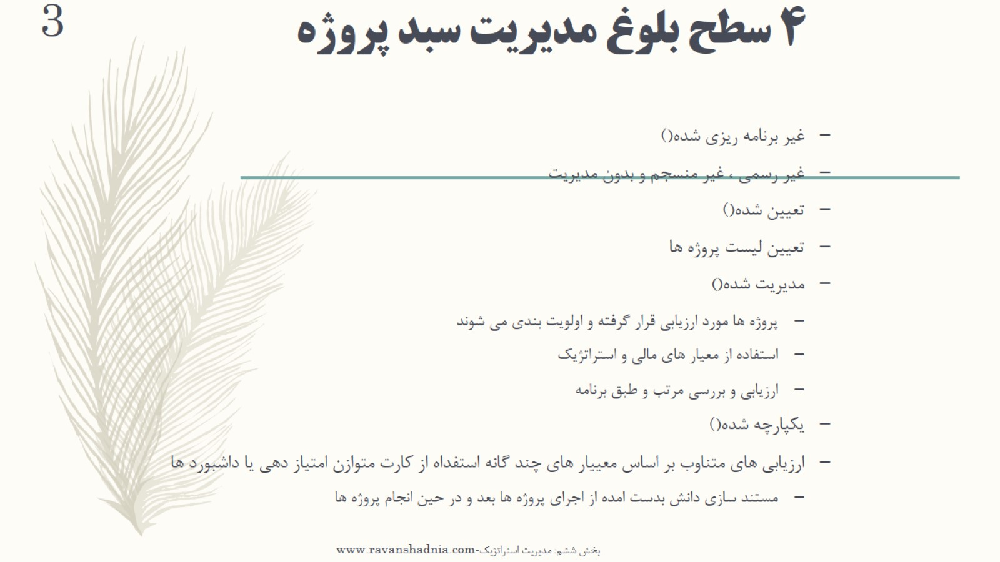 3
۴ سطح بلوغ مدیریت سبد پروژه
– غیر برنامه ریزی شده()
– غیر رسمی ، غیر منسجم و بدون مدیریت
– تعیین شده()
– تعیین لیست پروژه ها
– مدیریت شده()
– پروژه ها مورد ارزیابی قرار گرفته و اولویت بندی می شوند
– استفاده از معیار های مالی و استراتژیک
– ارزیابی و بررسی مرتب و طبق برنامه
– یکپارچه شده()
– ارزیابی های متناوب بر اساس معییار های چند گانه استفداه از کارت متوازن امتیاز دهی یا داشبورد ها
– مستند سازی دانش بدست امده از اجرای پروژه ها بعد و در حین انجام پروژه ها
بخش ششم: مدیریت استراتژیک-www.ravanshadnia.com